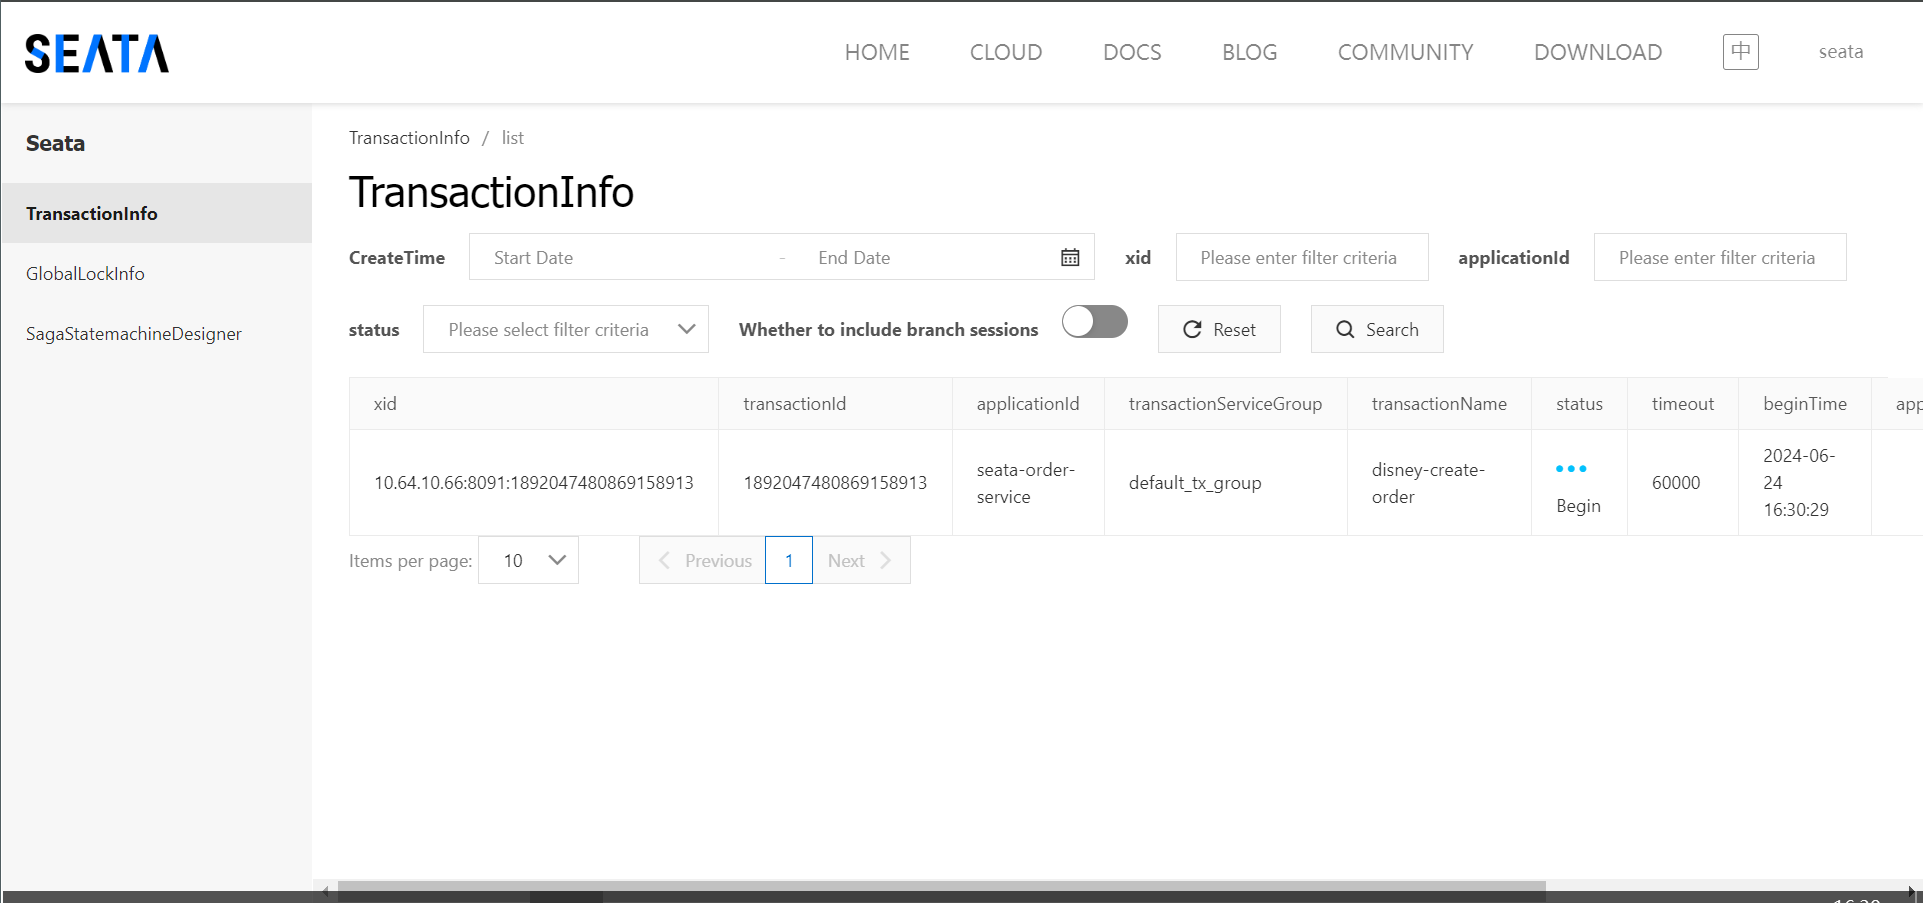 SEATA
HOME CLOUD DOCS BLOG COMMUNITY DOWNLOAD 中 seata
Seata
TransactionInfo
GlobalLockInfo
SagaStatemachineDesigner
TransactionInfo / list
TransactionInfo
CreateTime Start Date - End Date xid Please enter filter criteria applicationId Please enter filter criteria
status Please select filter criteria Whether to include branch sessions Reset Search
xid transactionId applicationId transactionServiceGroup transactionName status timeout beginTime app
10.64.10.66:8091:1892047480869158913 1892047480869158913 seata-order- default_tx_group disney-create- Begin 60000 2024-06-
service order 24
16:30:29
Items per page: 10 Previous 1 Next